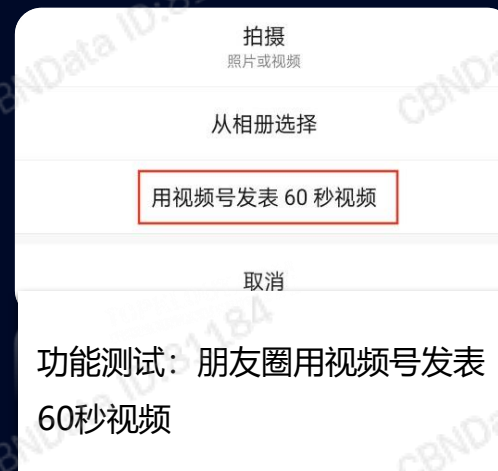 拍摄
照片或视频
从相册选择
用视频号发表 60 秒视频
取消
功能测试：朋友圈用视频号发表
60秒视频